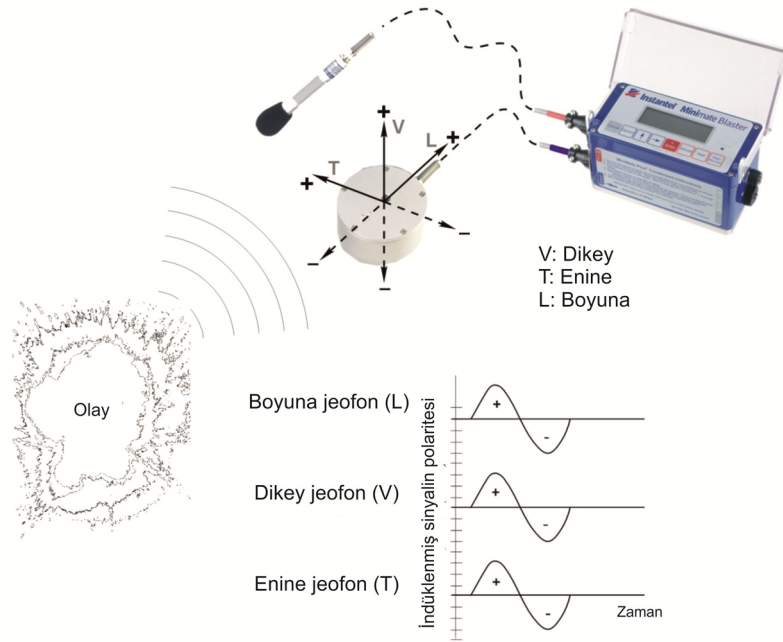 Instantel Minimate Blaster
+
V
L
+
T
+
-
-
-
V: Dikey
T: Enine
L: Boyuna
Olay
Boyuna jeofon (L)
+
-
Dikey jeofon (V)
+
-
Enine jeofon (T)
+
-
İndüklenmiş sinyalin polaritesi
Zaman